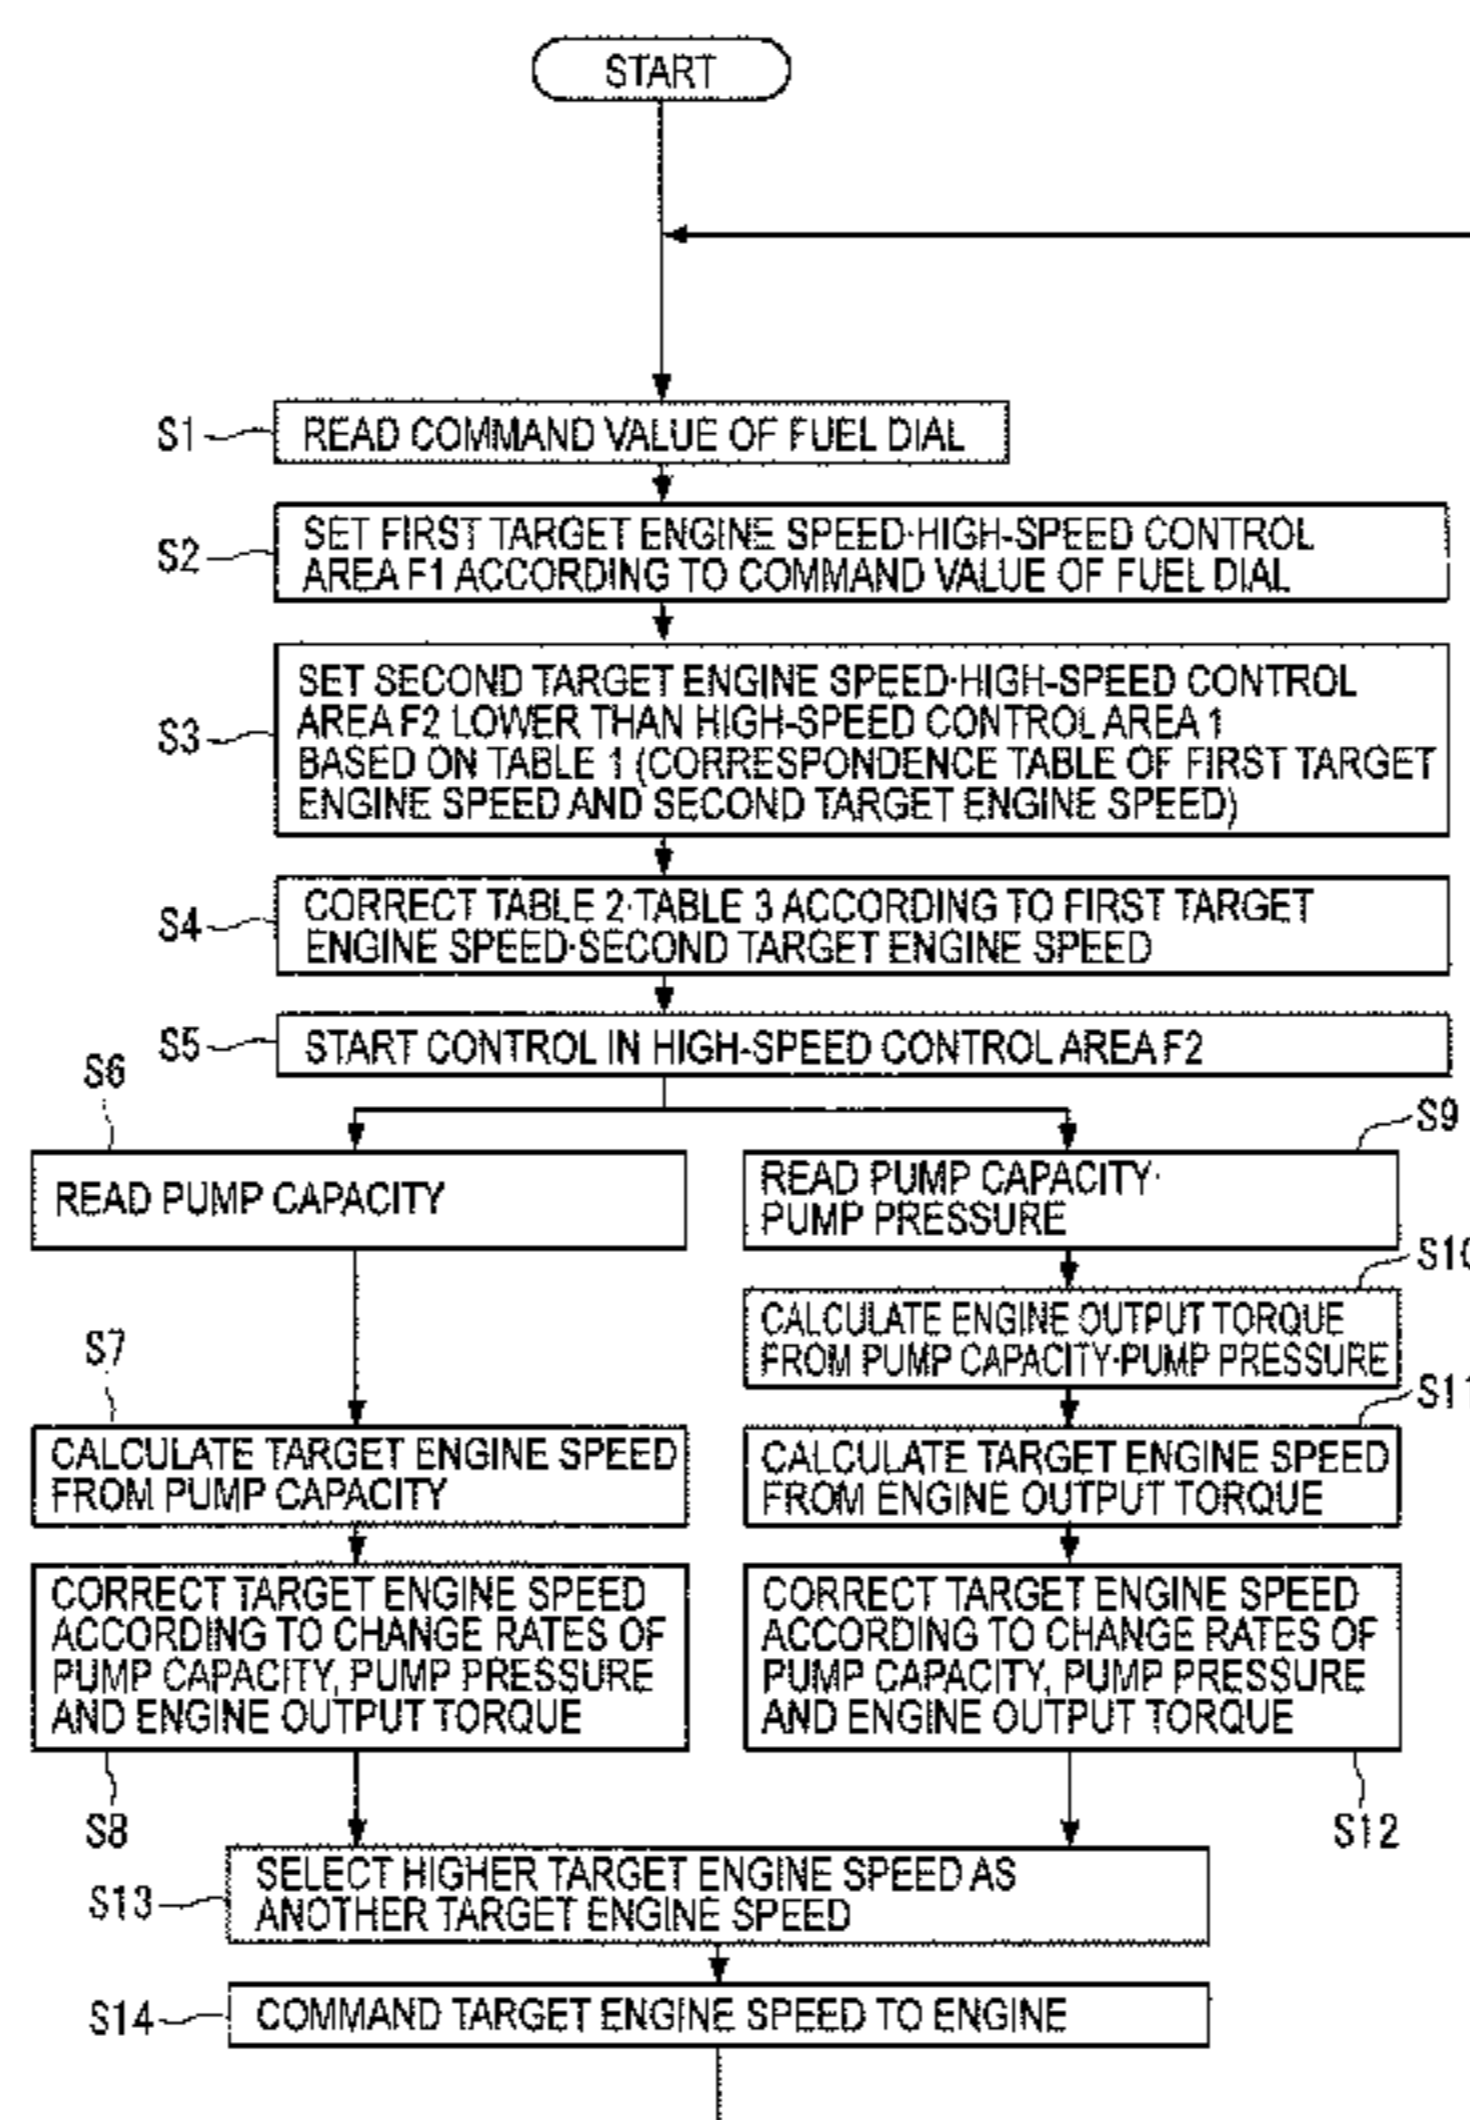 START
S1
READ COMMAND VALUE OF FUEL DIAL
S2
SET FIRST TARGET ENGINE SPEED·HIGH-SPEED CONTROL
AREA F1 ACCORDING TO COMMAND VALUE OF FUEL DIAL
S3
SET SECOND TARGET ENGINE SPEED·HIGH-SPEED CONTROL
AREA F2 LOWER THAN HIGH-SPEED CONTROL AREA 1
BASED ON TABLE 1 (CORRESPONDENCE TABLE OF FIRST TARGET
ENGINE SPEED AND SECOND TARGET ENGINE SPEED)
S4
CORRECT TABLE 2·TABLE 3 ACCORDING TO FIRST TARGET
ENGINE SPEED·SECOND TARGET ENGINE SPEED
S5
START CONTROL IN HIGH-SPEED CONTROL AREA F2
S6
READ PUMP CAPACITY
S7
CALCULATE TARGET ENGINE SPEED
FROM PUMP CAPACITY
CORRECT TARGET ENGINE SPEED
ACCORDING TO CHANGE RATES OF
PUMP CAPACITY, PUMP PRESSURE
AND ENGINE OUTPUT TORQUE
S8
S9
READ PUMP CAPACITY·
PUMP PRESSURE
S10
CALCULATE ENGINE OUTPUT TORQUE
FROM PUMP CAPACITY·PUMP PRESSURE
S11
CALCULATE TARGET ENGINE SPEED
FROM ENGINE OUTPUT TORQUE
CORRECT TARGET ENGINE SPEED
ACCORDING TO CHANGE RATES OF
PUMP CAPACITY, PUMP PRESSURE
AND ENGINE OUTPUT TORQUE
S12
S13
SELECT HIGHER TARGET ENGINE SPEED AS
ANOTHER TARGET ENGINE SPEED
S14
COMMAND TARGET ENGINE SPEED TO ENGINE